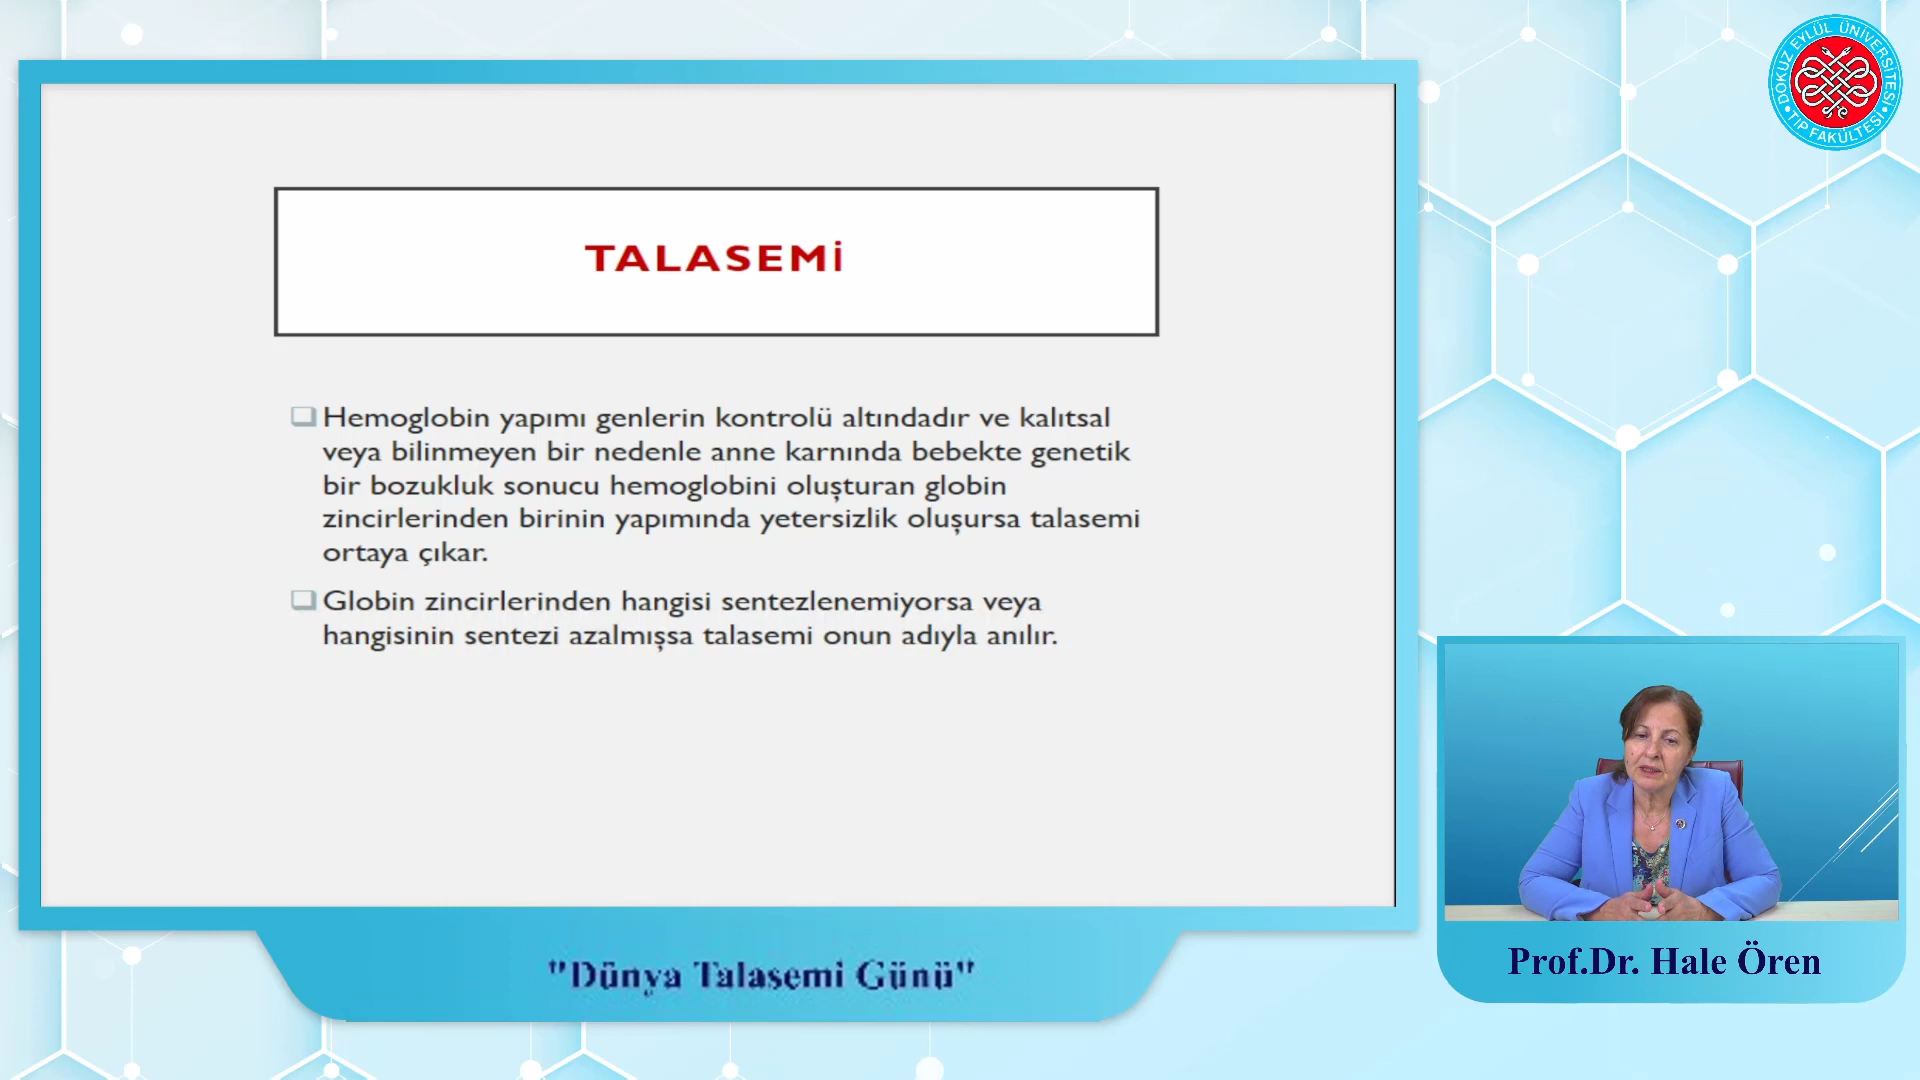 TALASEMİ
Hemoglobin yapımı genlerin kontrolü altındadır ve kalıtsal
veya bilinmeyen bir nedenle anne karnında bebekte genetik
bir bozukluk sonucu hemoglobini oluşturan globin
zincirlerinden birinin yapımında yetersizlik oluşursa talasemi
ortaya çıkar.
Globin zincirlerinden hangisi sentezlenemiyorsa veya
hangisinin sentezi azalmışsa talasemi onun adıyla anılır.
"Dünya Talasemi Günü"
DOKUZ EYLÜL ÜNİVERSİTESİ
TIP FAKÜLTESİ
Prof.Dr. Hale Ören